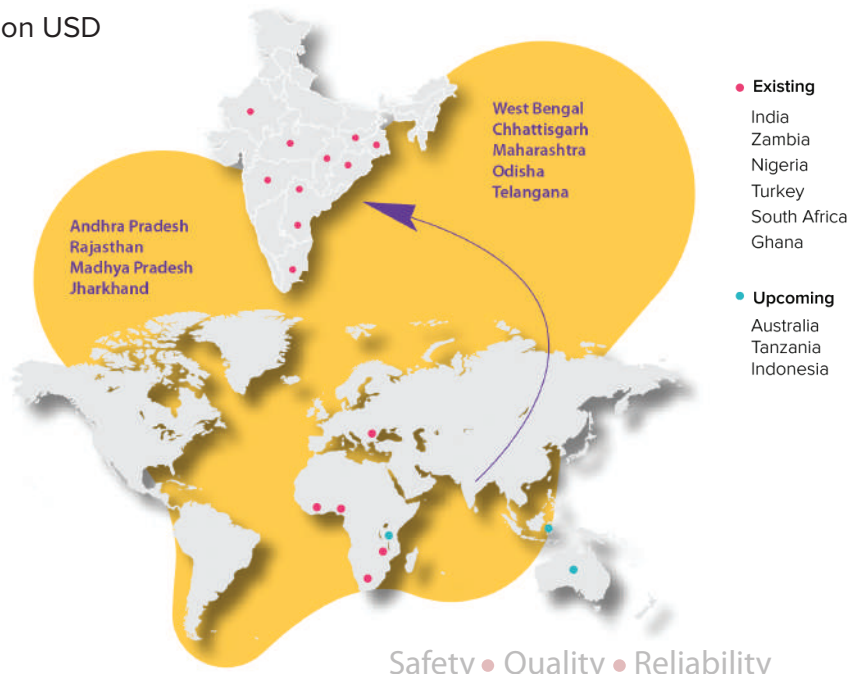 on USD
West Bengal
Chhattisgarh
Maharashtra
Odisha
Telangana
Andhra Pradesh
Rajasthan
Madhya Pradesh
Jharkhand
Existing
India
Zambia
Nigeria
Turkey
South Africa
Ghana
Upcoming
Australia
Tanzania
Indonesia
Safety • Quality • Reliability